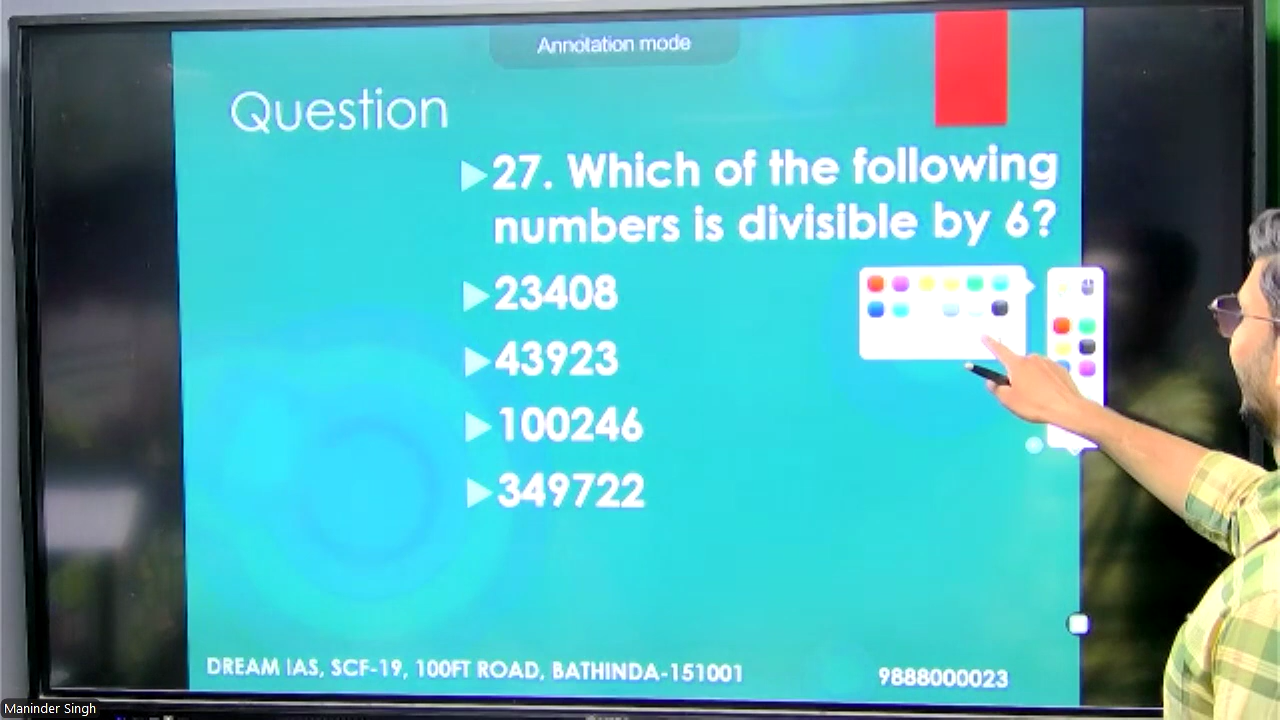 Annotation mode
Question
27. Which of the following
numbers is divisible by 6?
23408
43923
100246
349722
DREAM IAS, SCF-19, 100FT ROAD, BATHINDA-151001
9888000023
Maninder Singh